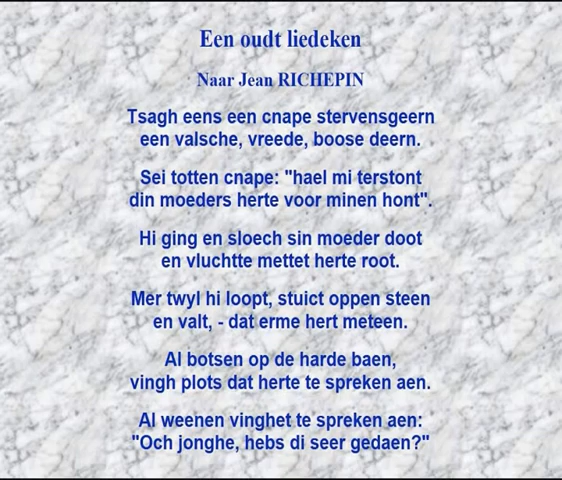 Een oudt liedeken
Naar Jean RICHEPIN
Tsagh eens een cnape stervensgeern
een valsche, vreede, boose deern.
Sei totten cnape: "hael mi terstont
din moeders herte voor minen hont".
Hi ging en sloech sin moeder doot
en vluchtte mettet herte root.
Mer twyl hi loopt, stuict oppen steen
en valt, - dat erme hert meteen.
Al botsen op de harde baen,
vingh plots dat herte te spreken aen.
Al weenen vinghet te spreken aen:
"Och jonghe, hebs di seer gedaen?"